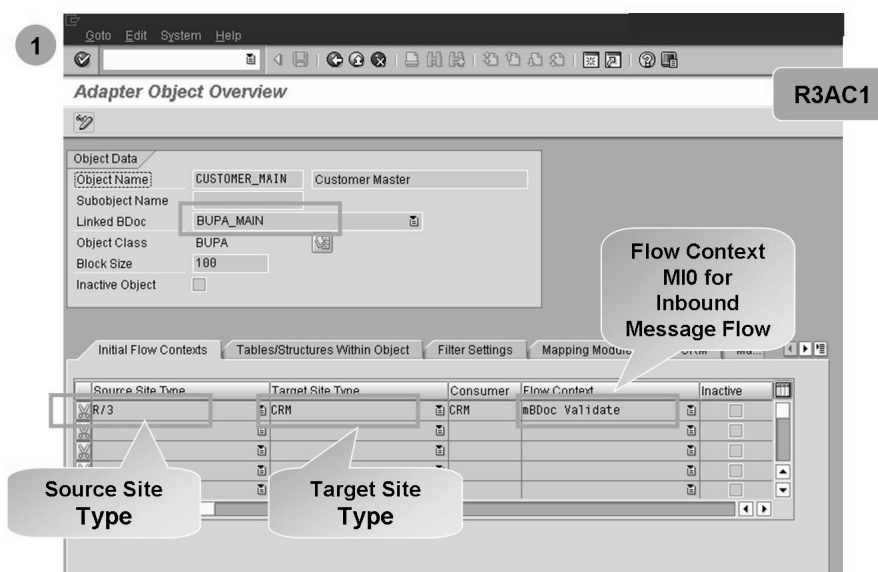 1
Goto Edit System Help
Adapter Object Overview
R3AC1
Object Data
Object Name CUSTOMER_MAIN Customer Master
Subobject Name
Linked BDoc BUPA_MAIN
Object Class BUPA
Block Size 100
Inactive Object
Flow Context
MI0 for
Inbound
Message Flow
Initial Flow Contexts Tables/Structures Within Object Filter Settings Mapping Module
Source Site Type Target Site Type Consumer Flow Context Inactive
R/3 CRM CRM mBDoc Validate
Source Site
Type
Target Site
Type